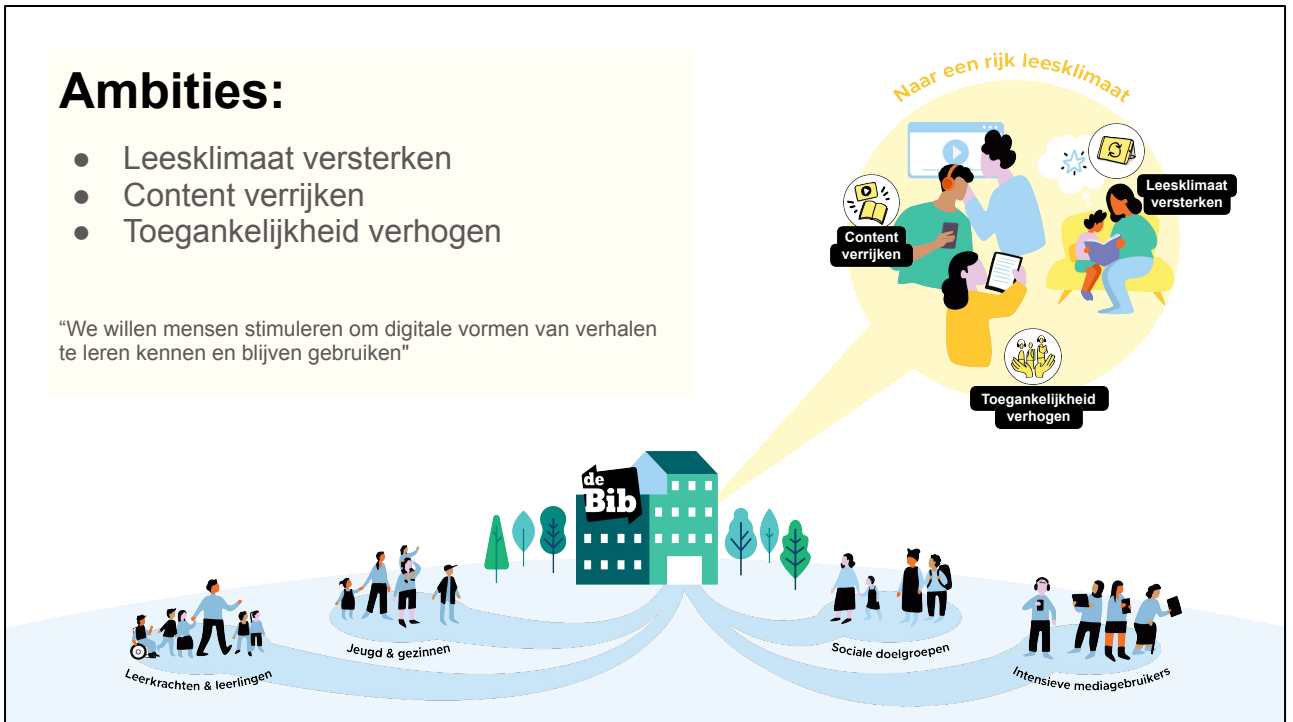 Ambities:
● Leesklimaat versterken
● Content verrijken
● Toegankelijkheid verhogen
“We willen mensen stimuleren om digitale vormen van verhalen
te leren kennen en blijven gebruiken"
Naar een rijk leesklimaat
Leesklimaat
versterken
Content
verrijken
Toegankelijkheid
verhogen
de
Bib
Leerkrachten & leerlingen
Jeugd & gezinnen
Sociale doelgroepen
Intensieve mediagebruikers